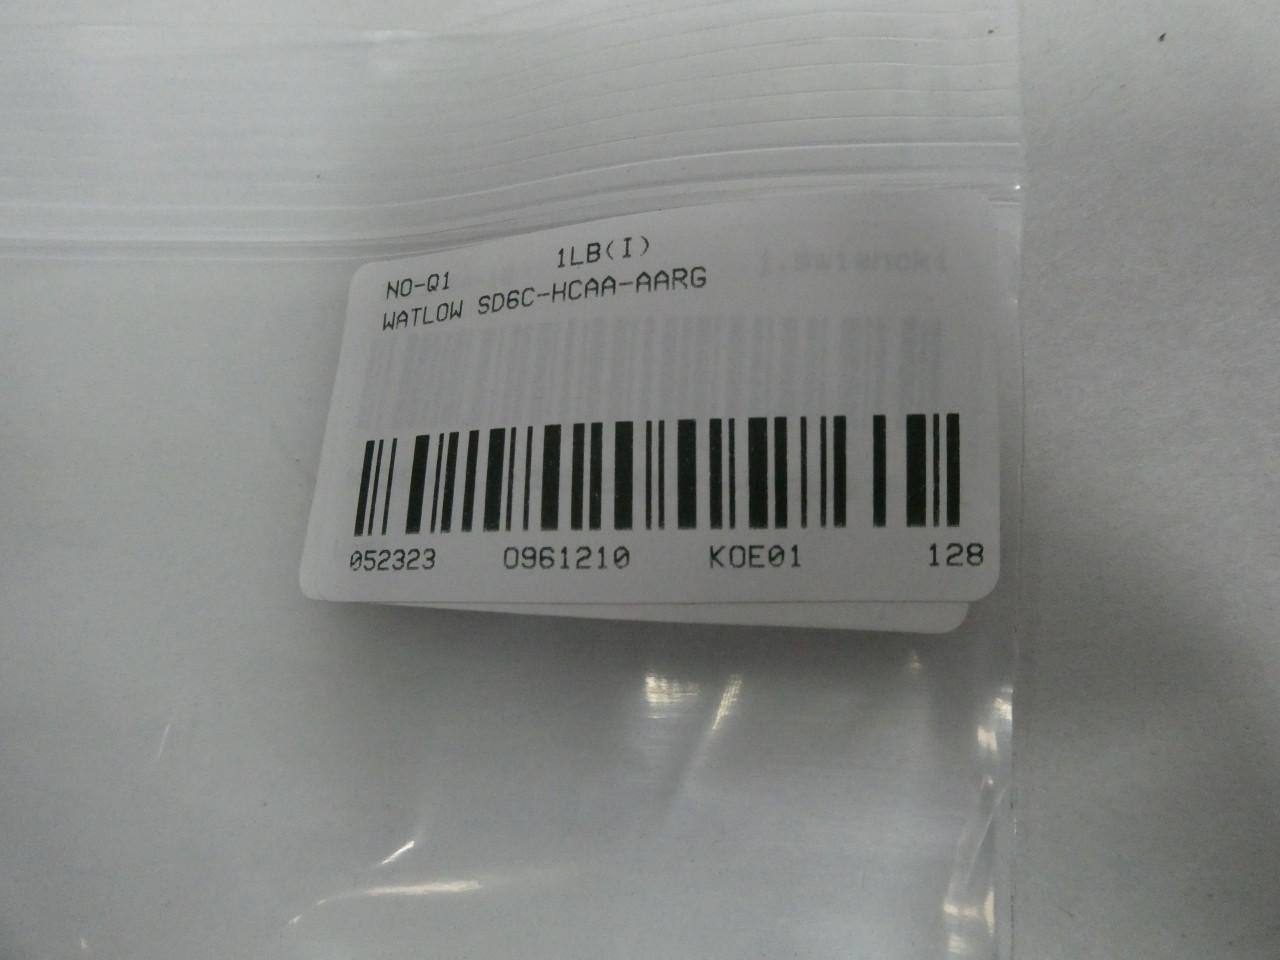 NO-Q1 1LB(I)
WATLOW SD6C-HCAA-AARG
052323 0961210 KOE01 128